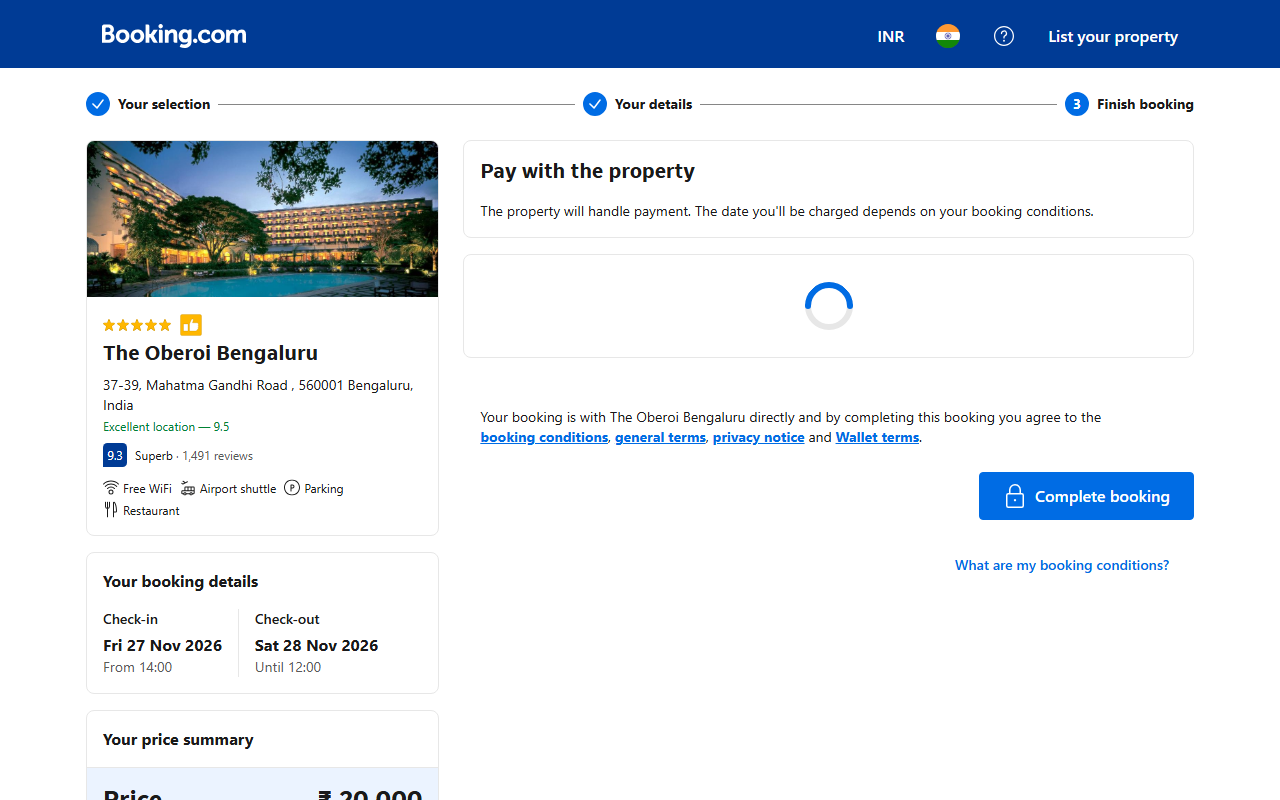 Booking.com
INR
List your property
Your selection
Your details
3 Finish booking
The Oberoi Bengaluru
37-39, Mahatma Gandhi Road , 560001 Bengaluru,
India
Excellent location — 9.5
9.3 Superb · 1,491 reviews
Free WiFi Airport shuttle P Parking
Restaurant
Your booking details
Check-in
Fri 27 Nov 2026
From 14:00
Check-out
Sat 28 Nov 2026
Until 12:00
Your price summary
Price ₹ 20,000
Pay with the property
The property will handle payment. The date you'll be charged depends on your booking conditions.
Your booking is with The Oberoi Bengaluru directly and by completing this booking you agree to the
booking conditions, general terms, privacy notice and Wallet terms.
Complete booking
What are my booking conditions?